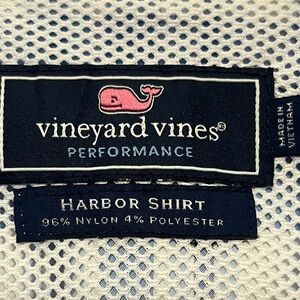 vineyard vines®
PERFORMANCE
MADE IN
VIETNAM
HARBOR SHIRT
96% NYLON 4% POLYESTER